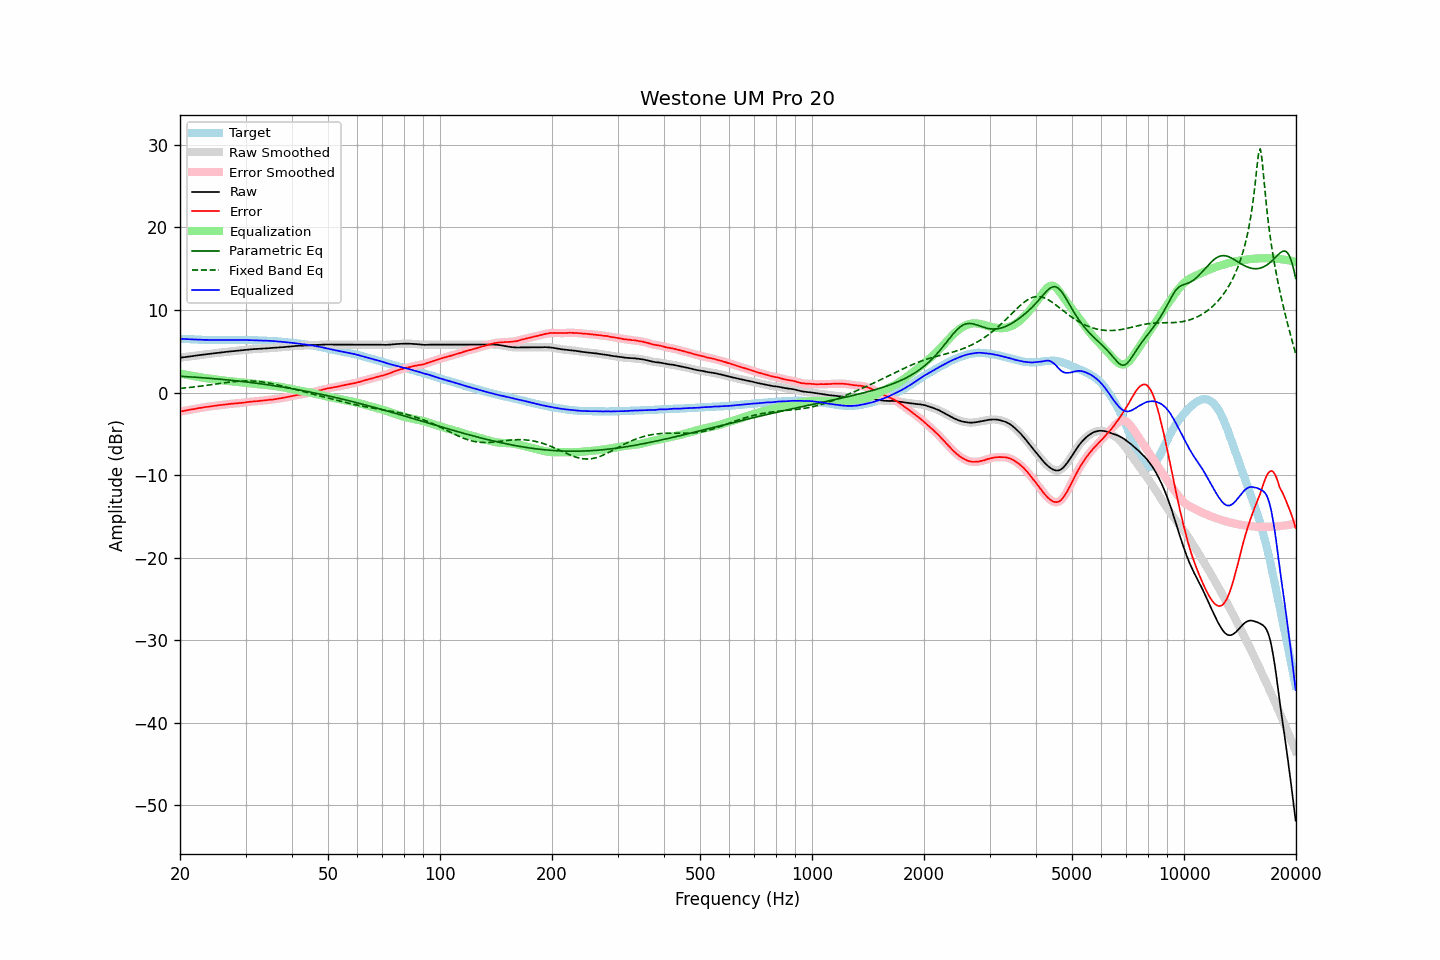 Westone UM Pro 20
Target
Raw Smoothed
Error Smoothed
Raw
Error
Equalization
Parametric Eq
Fixed Band Eq
Equalized
30
20
10
0
−10
−20
−30
−40
−50
Amplitude (dBr)
20 50 100 200 500 1000 2000 5000 10000 20000
Frequency (Hz)